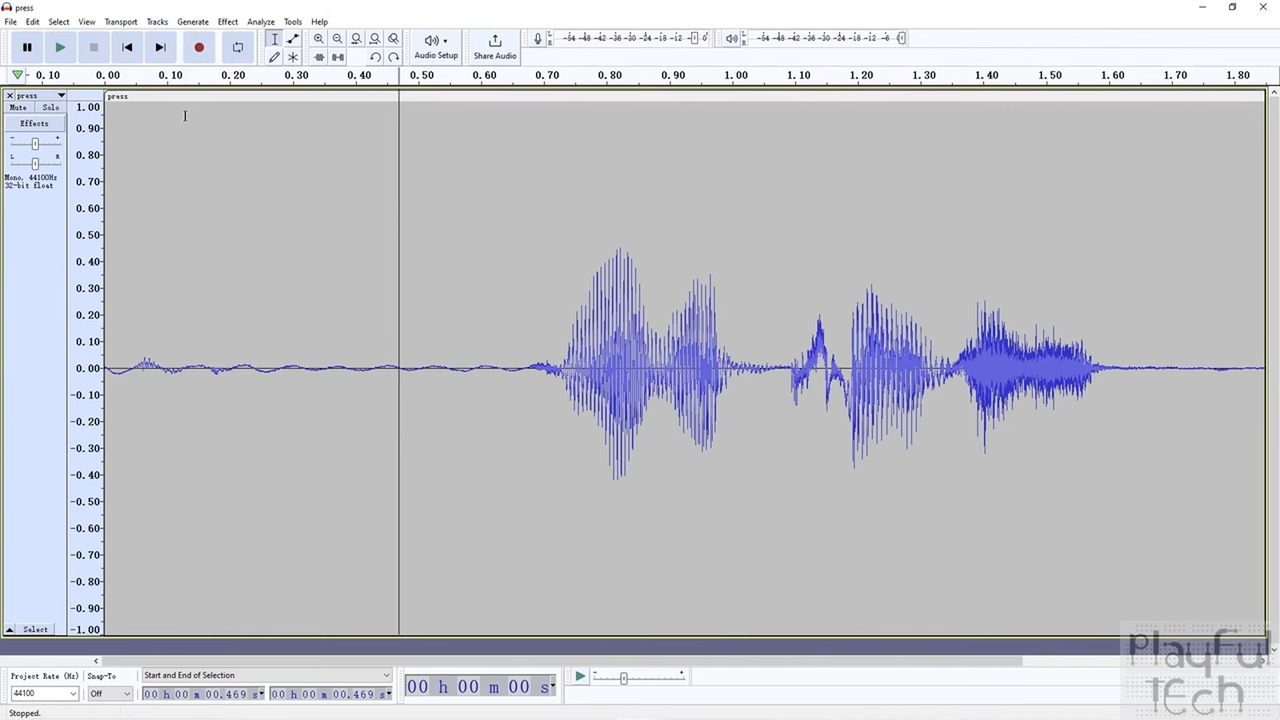 press
File Edit Select View Transport Tracks Generate Effect Analyze Tools Help
Audio Setup
Share Audio
L R -54 -48 -42 -36 -30 -24 -18 -12 0
L R -54 -48 -42 -36 -30 -24 -18 -12 -6
0.10 0.00 0.10 0.20 0.30 0.40 0.50 0.60 0.70 0.80 0.90 1.00 1.10 1.20 1.30 1.40 1.50 1.60 1.70 1.80
press
press
Mute Solo
Effects
- +
L R
Mono, 44100Hz
32-bit float
Select
1.00
0.90
0.80
0.70
0.60
0.50
0.40
0.30
0.20
0.10
0.00
-0.10
-0.20
-0.30
-0.40
-0.50
-0.60
-0.70
-0.80
-0.90
-1.00
Project Rate (Hz) Snap-To Start and End of Selection
44100 Off 00 h 00 m 00.469 s 00 h 00 m 00.469 s
00 h 00 m 00 s
Stopped.
Playful
tEch